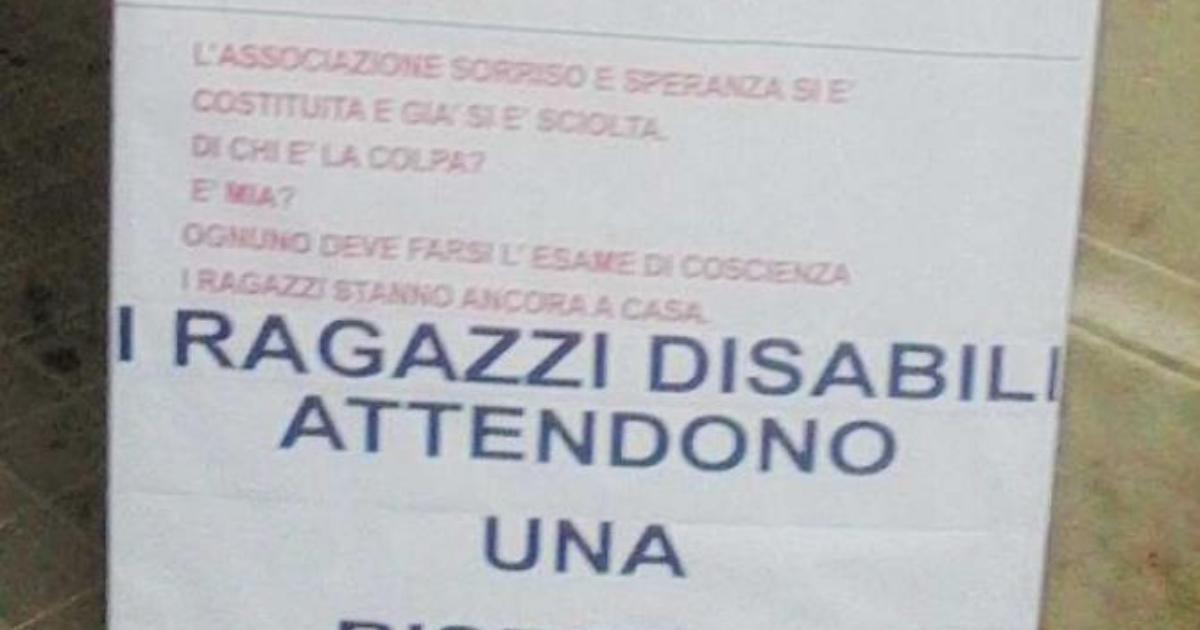 L'ASSOCIAZIONE SORRISO E SPERANZA SI E'
COSTITUITA E GIA' SI E' SCIOLTA.
DI CHI E' LA COLPA?
E' MIA?
OGNUNO DEVE FARSI L' ESAME DI COSCIENZA
I RAGAZZI STANNO ANCORA A CASA.
I RAGAZZI DISABILI
ATTENDONO
UNA